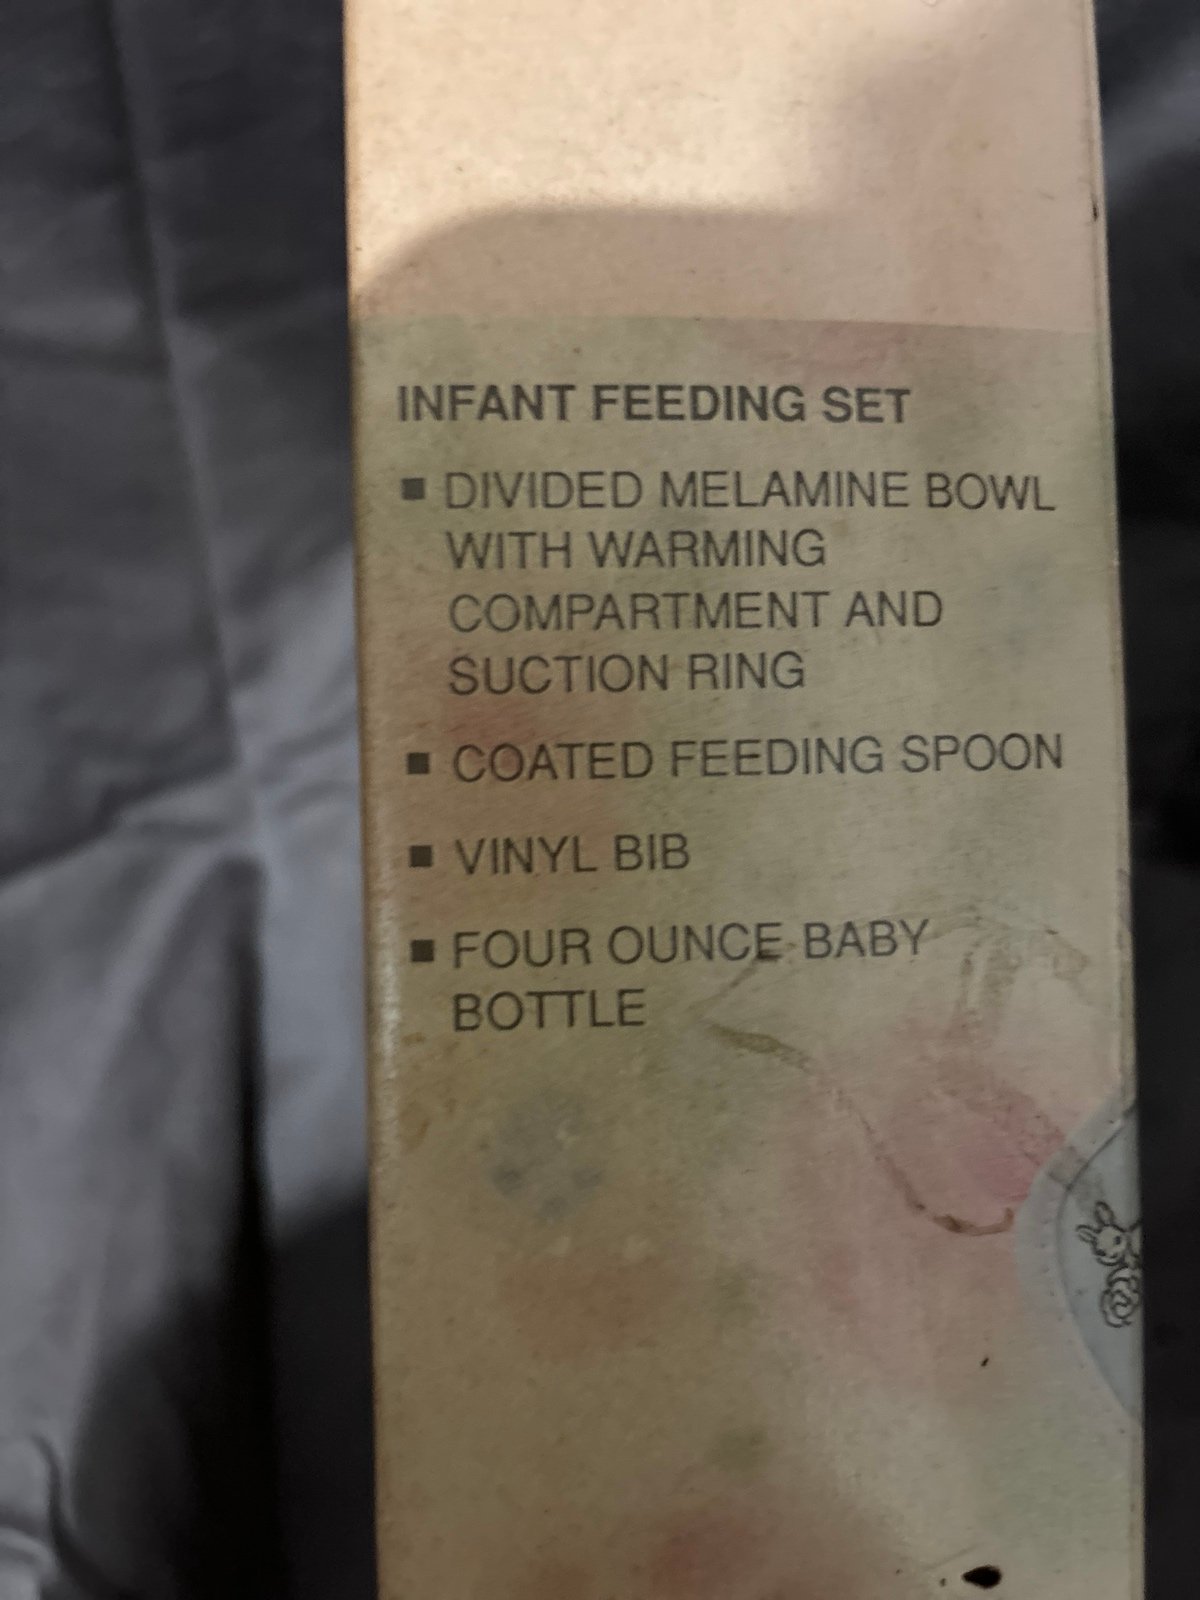 INFANT FEEDING SET
▪ DIVIDED MELAMINE BOWL
WITH WARMING
COMPARTMENT AND
SUCTION RING
▪ COATED FEEDING SPOON
▪ VINYL BIB
▪ FOUR OUNCE BABY
BOTTLE